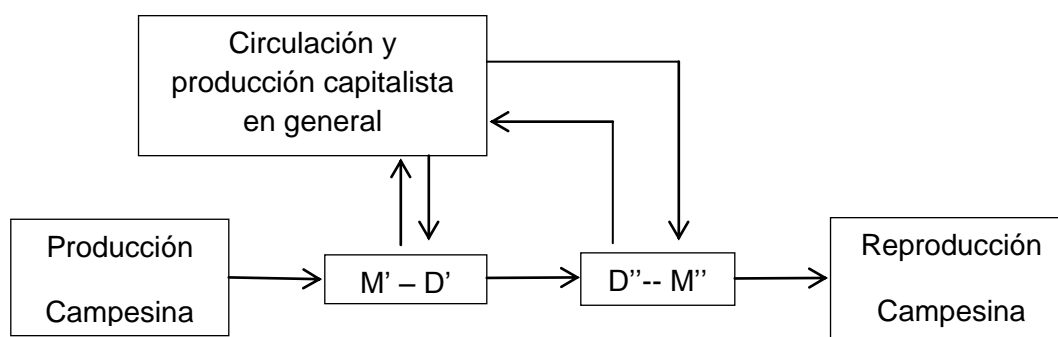 Circulación y
producción capitalista
en general
Producción
Campesina
M’ – D’
D’’-- M’’
Reproducción
Campesina